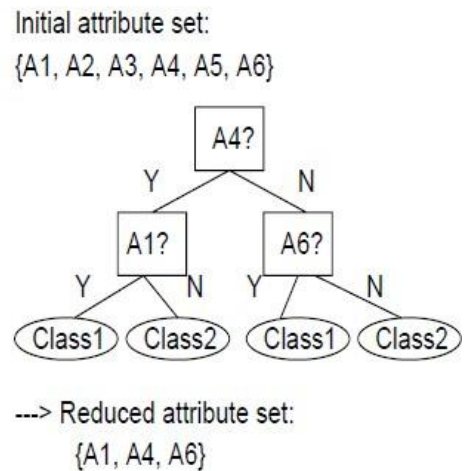 Initial attribute set:
{A1, A2, A3, A4, A5, A6}
A4?
Y N
A1? A6?
Y N Y N
Class1 Class2 Class1 Class2
---> Reduced attribute set:
{A1, A4, A6}